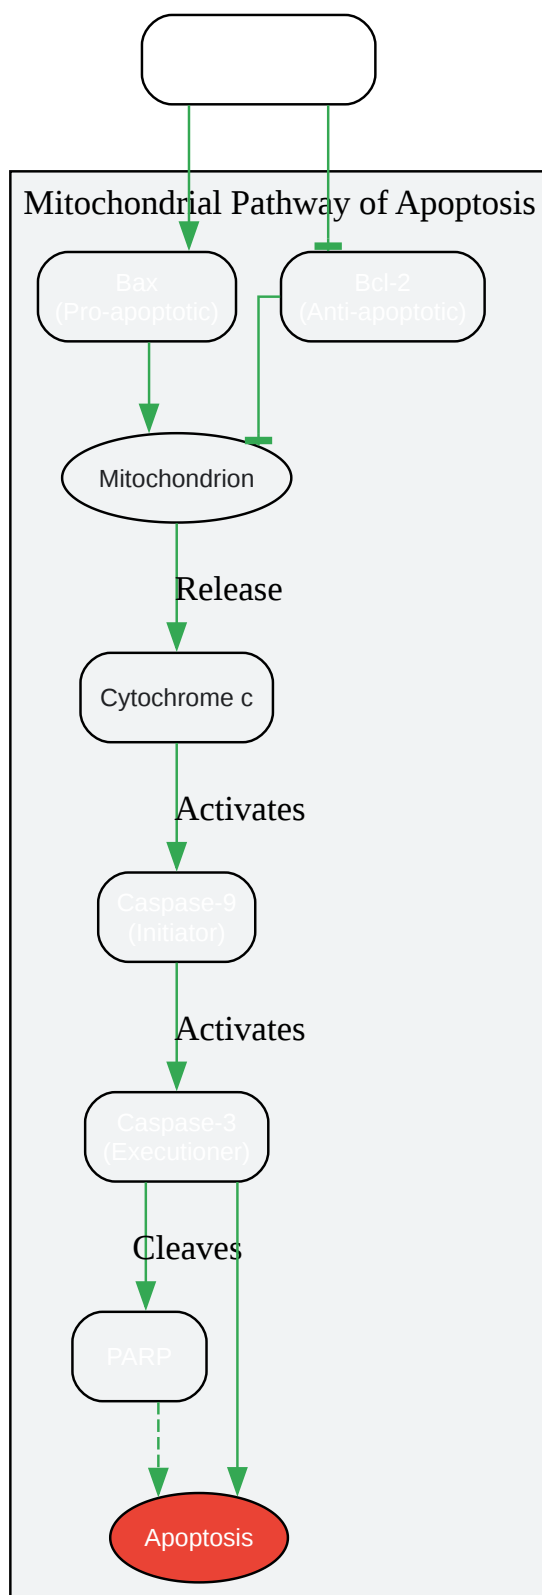 Mitochondrial Pathway of Apoptosis
Bax
(Pro-apoptotic)
Bcl-2
(Anti-apoptotic)
Mitochondrion
Release
Cytochrome c
Activates
Caspase-9
(Initiator)
Activates
Caspase-3
(Executioner)
Cleaves
PARP
Apoptosis